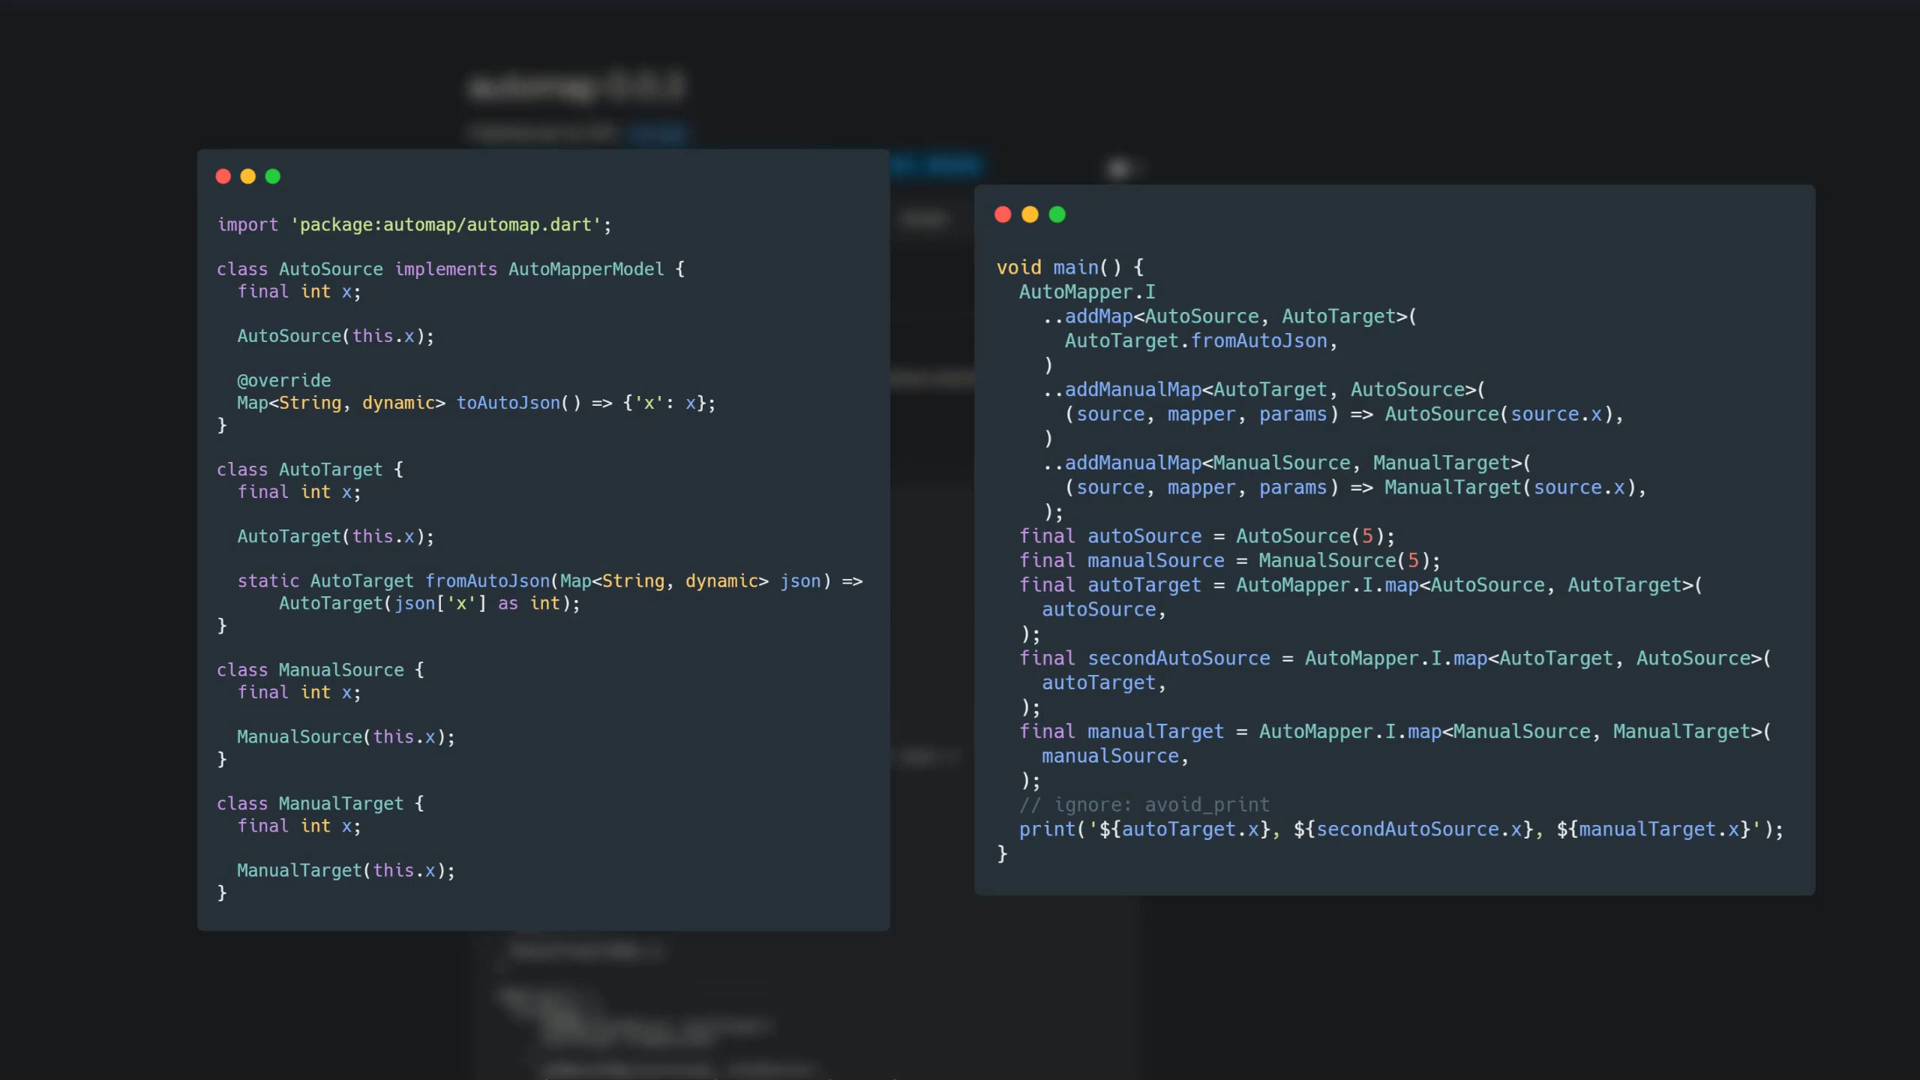 import 'package:automap/automap.dart';
class AutoSource implements AutoMapperModel {
  final int x;
  AutoSource(this.x);
  @override
  Map<String, dynamic> toAutoJson() => {'x': x};
}
class AutoTarget {
  final int x;
  AutoTarget(this.x);
  static AutoTarget fromAutoJson(Map<String, dynamic> json) =>
      AutoTarget(json['x'] as int);
}
class ManualSource {
  final int x;
  ManualSource(this.x);
}
class ManualTarget {
  final int x;
  ManualTarget(this.x);
}
void main() {
  AutoMapper.I
    ..addMap<AutoSource, AutoTarget>(
      AutoTarget.fromAutoJson,
    )
    ..addManualMap<AutoTarget, AutoSource>(
      (source, mapper, params) => AutoSource(source.x),
    )
    ..addManualMap<ManualSource, ManualTarget>(
      (source, mapper, params) => ManualTarget(source.x),
    );
  final autoSource = AutoSource(5);
  final manualSource = ManualSource(5);
  final autoTarget = AutoMapper.I.map<AutoSource, AutoTarget>(
    autoSource,
  );
  final secondAutoSource = AutoMapper.I.map<AutoTarget, AutoSource>(
    autoTarget,
  );
  final manualTarget = AutoMapper.I.map<ManualSource, ManualTarget>(
    manualSource,
  );
  // ignore: avoid_print
  print('${autoTarget.x}, ${secondAutoSource.x}, ${manualTarget.x}');
}